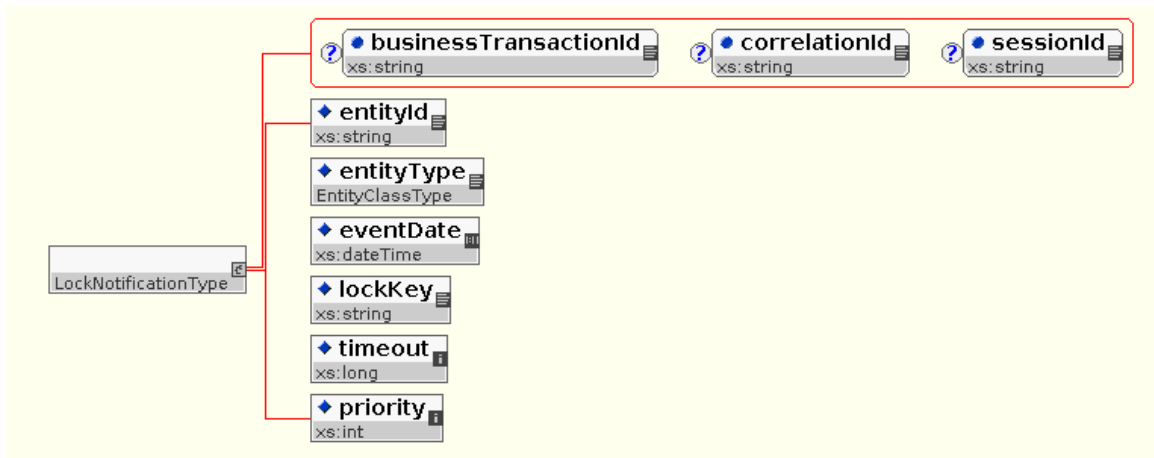 ? businessTransactionId ? correlationId ? sessionId
xs:string xs:string xs:string
entityId
xs:string
entityType
EntityClassType
eventDate
xs:dateTime
LockNotificationType
lockKey
xs:string
timeout
xs:long
priority
xs:int